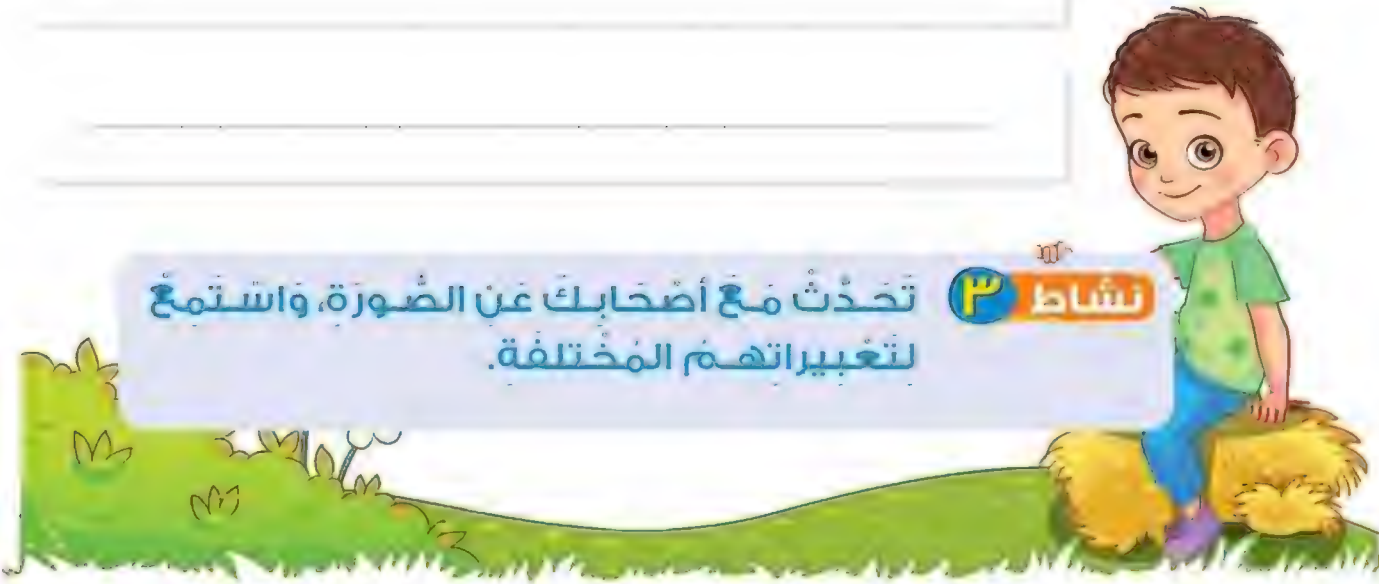 نشاط ٣ تَحَدَّثْ مَعَ أَصْحَابِكَ عَنِ الصُّورَةِ، وَاسْتَمِعْ
لِتَعْبِيرَاتِهِمُ المُخْتَلِفَةِ.